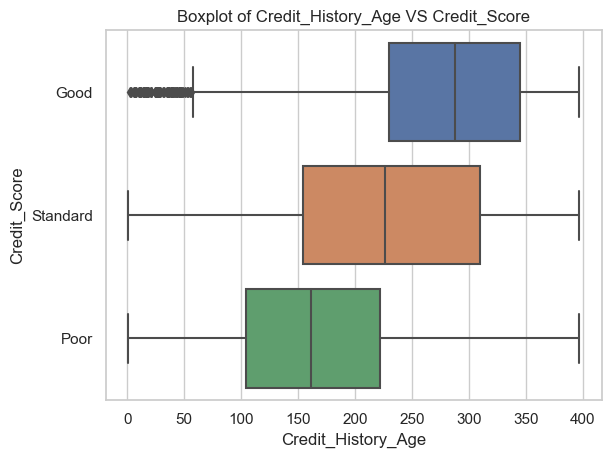 Boxplot of Credit_History_Age VS Credit_Score
Credit_Score
Good
Standard
Poor
0 50 100 150 200 250 300 350 400
Credit_History_Age